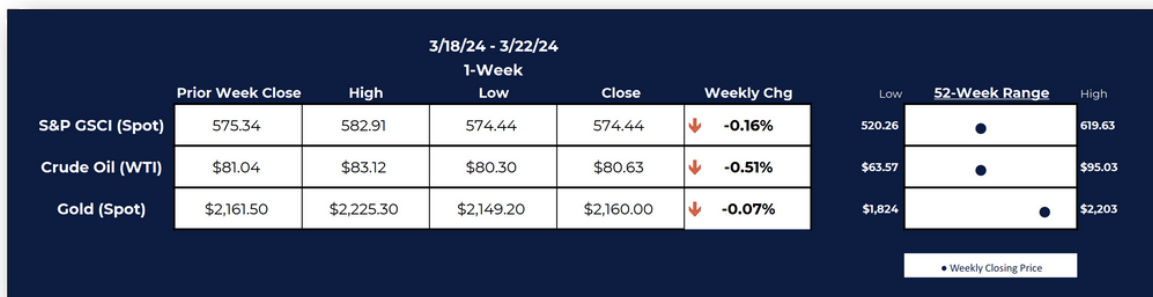 3/18/24 - 3/22/24
1-Week
Prior Week Close High Low Close Weekly Chg Low 52-Week Range High
S&P GSCI (Spot) 575.34 582.91 574.44 574.44 -0.16% 520.26 619.63
Crude Oil (WTI) $81.04 $83.12 $80.30 $80.63 -0.51% $63.57 $95.03
Gold (Spot) $2,161.50 $2,225.30 $2,149.20 $2,160.00 -0.07% $1,824 $2,203
• Weekly Closing Price